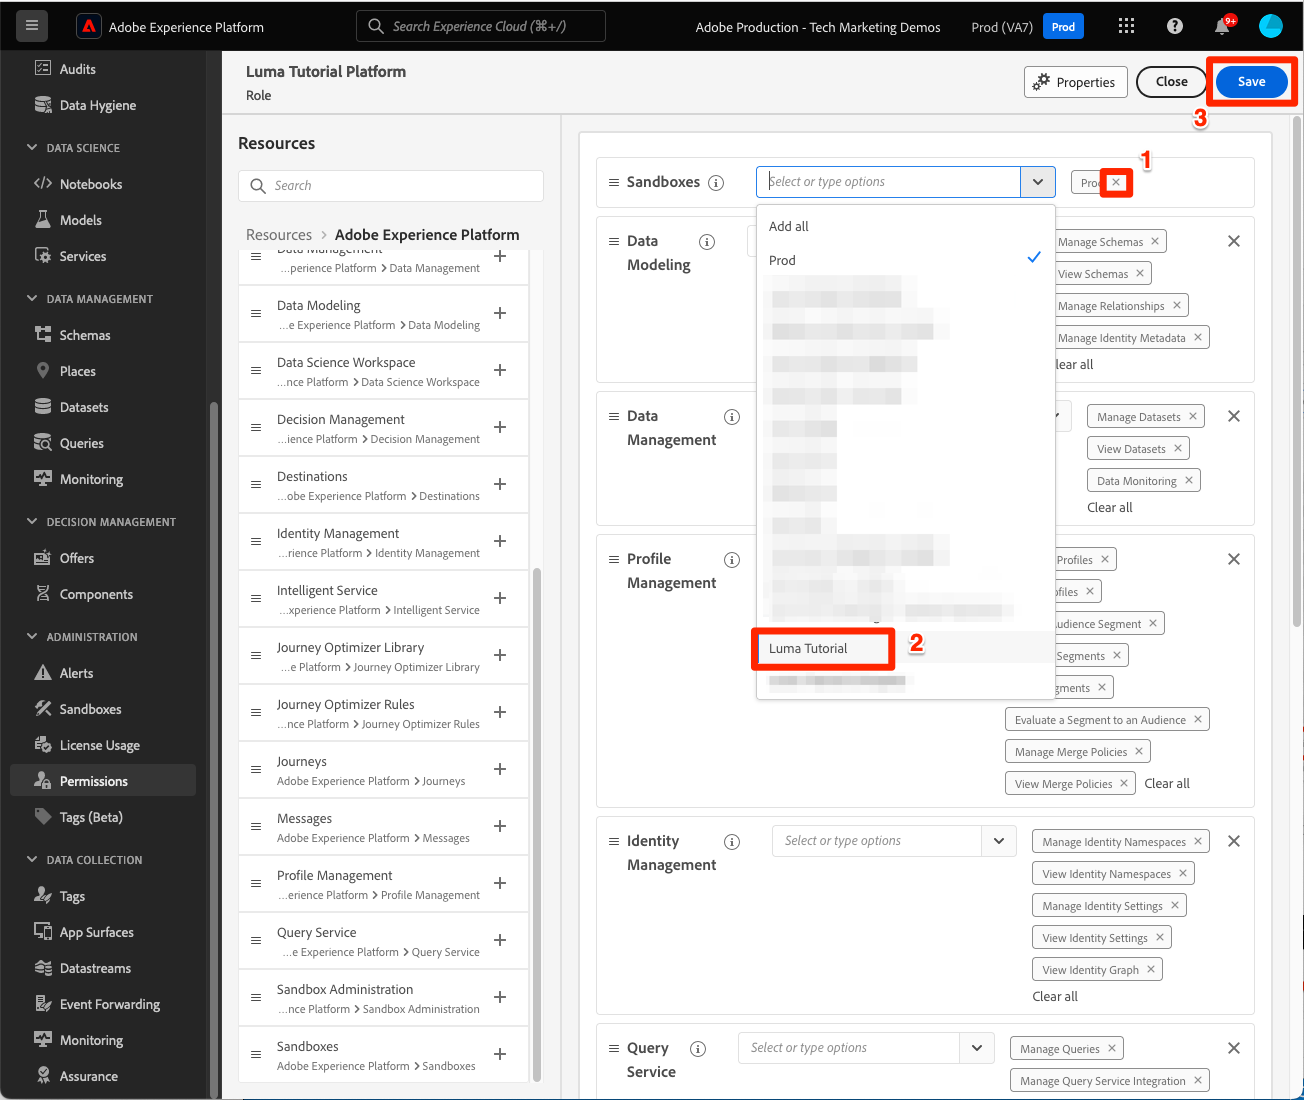 Adobe Experience Platform
Search Experience Cloud (⌘+/)
Adobe Production - Tech Marketing Demos
Prod (VA7)
Prod
9+
Audits
Data Hygiene
DATA SCIENCE
Notebooks
Models
Services
DATA MANAGEMENT
Schemas
Places
Datasets
Queries
Monitoring
DECISION MANAGEMENT
Offers
Components
ADMINISTRATION
Alerts
Sandboxes
License Usage
Permissions
Tags (Beta)
DATA COLLECTION
Tags
App Surfaces
Datastreams
Event Forwarding
Monitoring
Assurance
Luma Tutorial Platform
Role
Properties
Close
Save
3
Resources
Search
Resources > Adobe Experience Platform
Data Management
...perience Platform > Data Management
Data Modeling
...e Experience Platform > Data Modeling
Data Science Workspace
...nce Platform > Data Science Workspace
Decision Management
...ience Platform > Decision Management
Destinations
...obe Experience Platform > Destinations
Identity Management
...rience Platform > Identity Management
Intelligent Service
...xperience Platform > Intelligent Service
Journey Optimizer Library
...e Platform > Journey Optimizer Library
Journey Optimizer Rules
...nce Platform > Journey Optimizer Rules
Journeys
Adobe Experience Platform > Journeys
Messages
Adobe Experience Platform > Messages
Profile Management
...erience Platform > Profile Management
Query Service
...e Experience Platform > Query Service
Sandbox Administration
...nce Platform > Sandbox Administration
Sandboxes
Adobe Experience Platform > Sandboxes
Sandboxes
Select or type options
Prod
1
Add all
Prod
Luma Tutorial
2
Data
Modeling
Manage Schemas
View Schemas
Manage Relationships
Manage Identity Metadata
lear all
Data
Management
Manage Datasets
View Datasets
Data Monitoring
Clear all
Profile
Management
Profiles
ofiles
udience Segment
Segments
gments
Evaluate a Segment to an Audience
Manage Merge Policies
View Merge Policies
Clear all
Identity
Management
Select or type options
Manage Identity Namespaces
View Identity Namespaces
Manage Identity Settings
View Identity Settings
View Identity Graph
Clear all
Query
Service
Select or type options
Manage Queries
Manage Query Service Integration